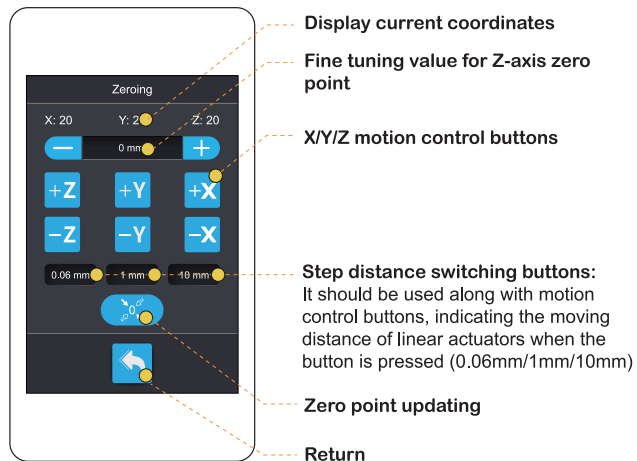 Display current coordinates
Fine tuning value for Z-axis zero
point
Zeroing
X: 20 Y: 2 Z: 20
0 mm
X/Y/Z motion control buttons
+Z +Y +X
−Z −Y −X
0.06 mm 1 mm 10 mm
Step distance switching buttons:
It should be used along with motion
control buttons, indicating the moving
distance of linear actuators when the
button is pressed (0.06mm/1mm/10mm)
0
Zero point updating
Return